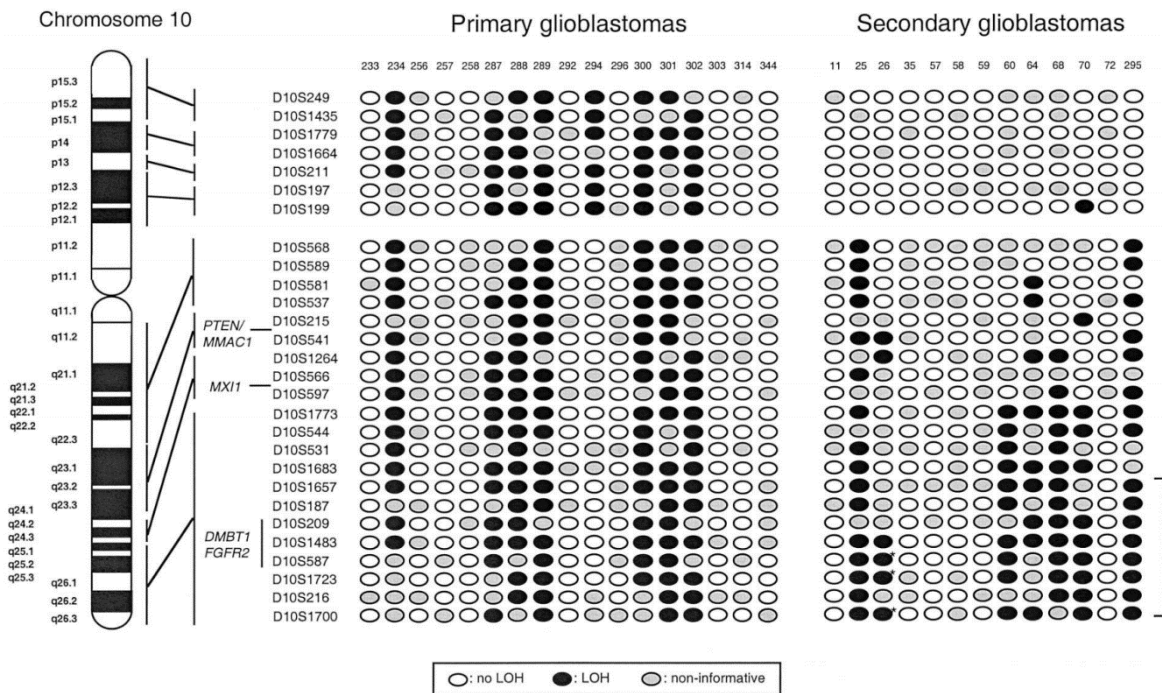 Chromosome 10 Primary glioblastomas Secondary glioblastomas
233 234 256 257 258 287 288 289 292 294 296 300 301 302 303 314 344 11 25 26 35 57 58 59 60 64 68 70 72 295
p15.3
p15.2
p15.1
p14
p13
p12.3
p12.2
p12.1
p11.2
p11.1
q11.1
q11.2
q21.1
q21.2
q21.3
q22.1
q22.2
q22.3
q23.1
q23.2
q23.3
q24.1
q24.2
q24.3
q25.1
q25.2
q25.3
q26.1
q26.2
q26.3
PTEN/
MMAC1
MXI1
DMBT1
FGFR2
D10S249
D10S1435
D10S1779
D10S1664
D10S211
D10S197
D10S199
D10S568
D10S589
D10S581
D10S537
D10S215
D10S541
D10S1264
D10S566
D10S597
D10S1773
D10S544
D10S531
D10S1683
D10S1657
D10S187
D10S209
D10S1483
D10S587
*
D10S1723
*
D10S216
D10S1700
*
: no LOH : LOH : non-informative